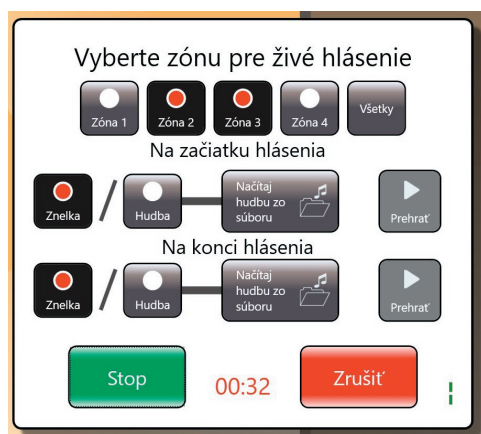 Vyberte zónu pre živé hlásenie
Zóna 1 Zóna 2 Zóna 3 Zóna 4 Všetky
Na začiatku hlásenia
Znelka Hudba Načítaj hudbu zo súboru Prehrať
Na konci hlásenia
Znelka Hudba Načítaj hudbu zo súboru Prehrať
Stop 00:32 Zrušiť